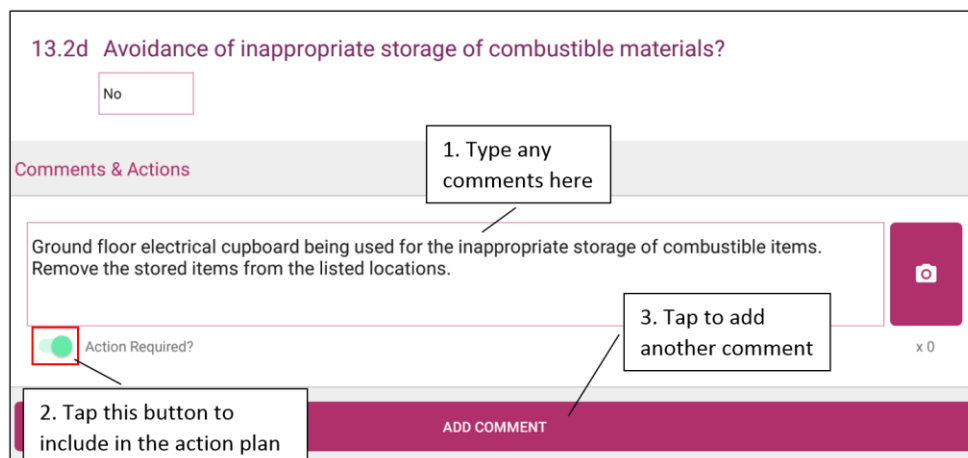 13.2d Avoidance of inappropriate storage of combustible materials?
No
1. Type any
comments here
Comments & Actions
Ground floor electrical cupboard being used for the inappropriate storage of combustible items.
Remove the stored items from the listed locations.
3. Tap to add
another comment
Action Required?
x 0
2. Tap this button to
include in the action plan
ADD COMMENT